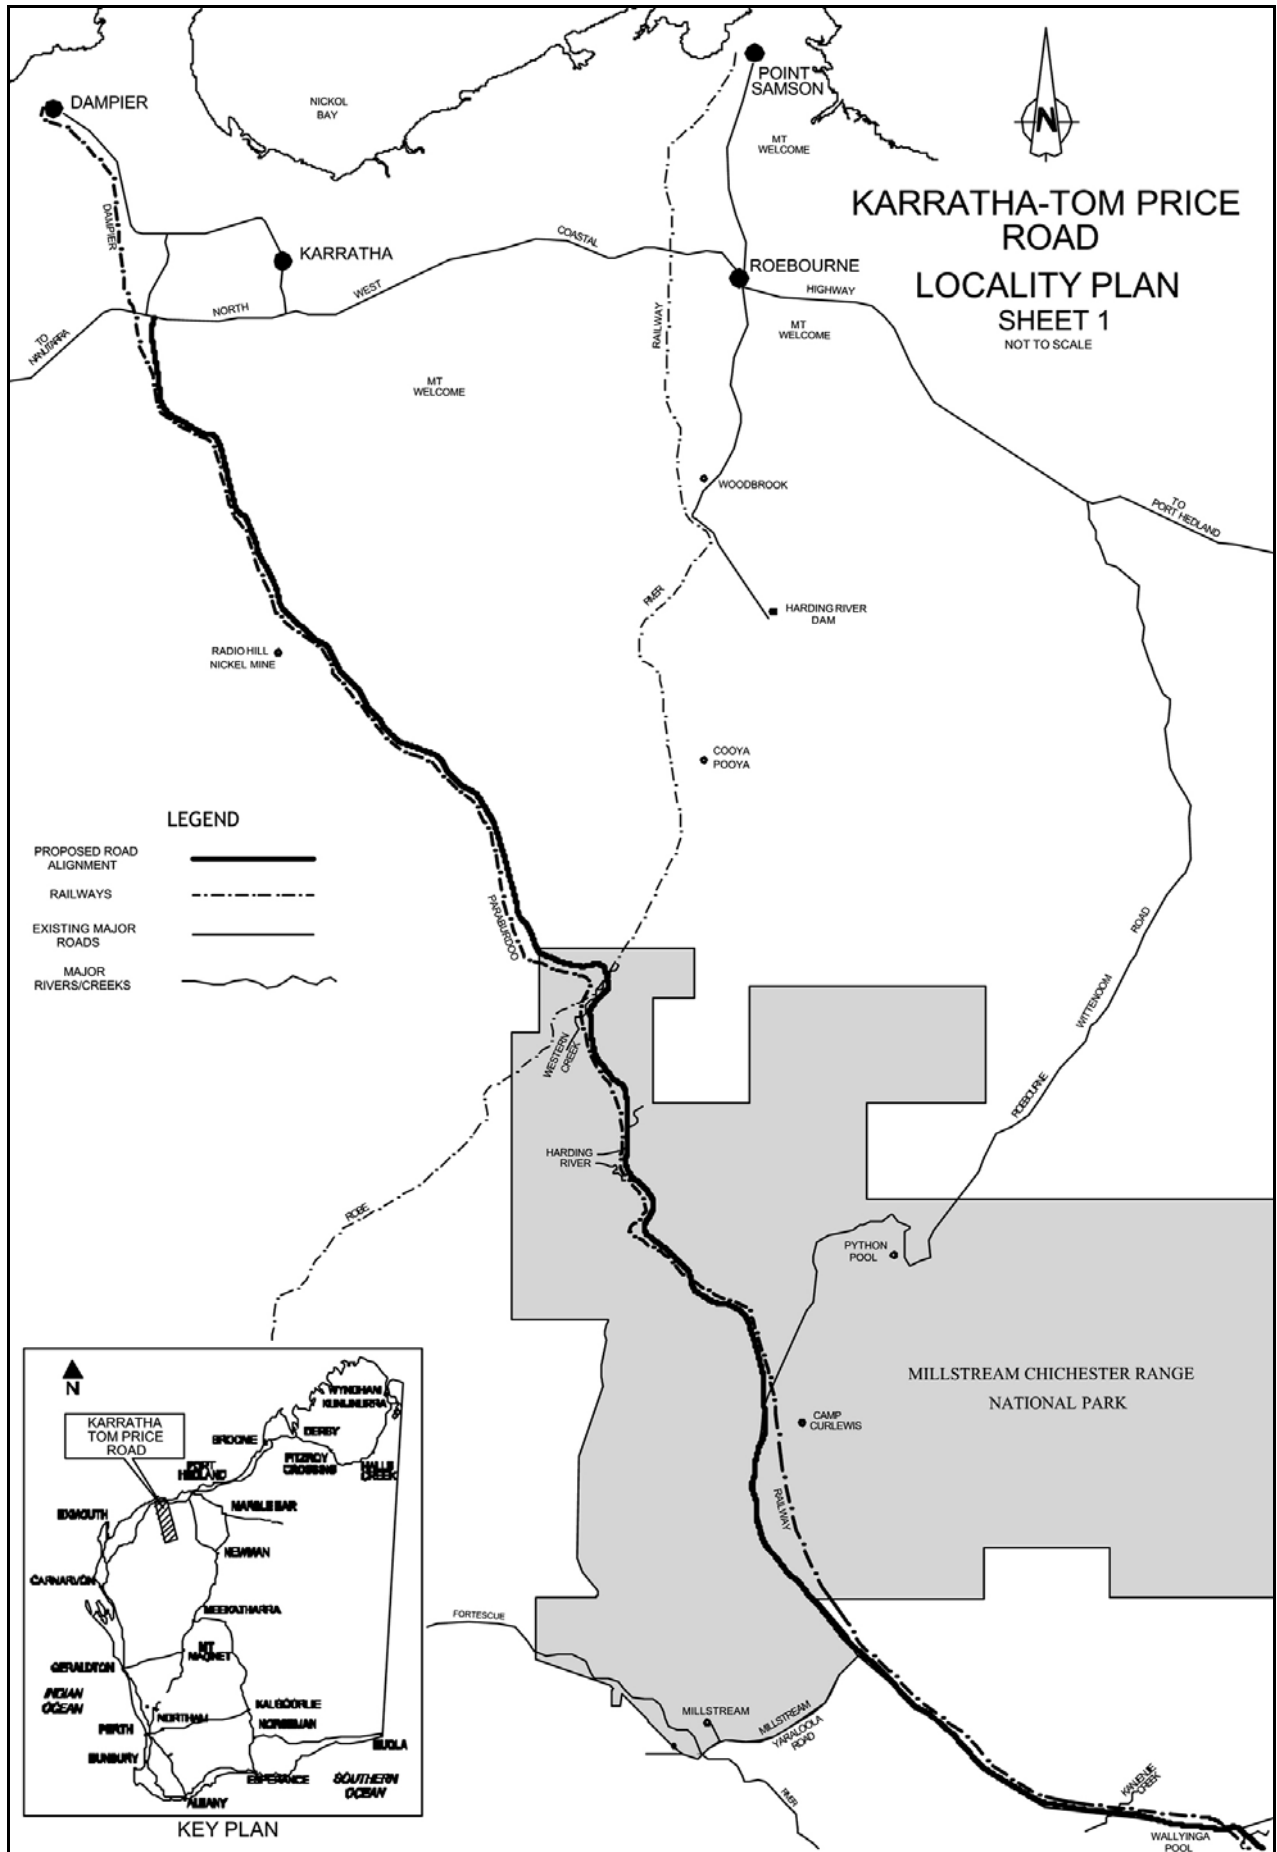 DAMPIER
NICKOL
BAY
POINT
SAMSON
MT
WELCOME
N
KARRATHA-TOM PRICE
ROAD
LOCALITY PLAN
SHEET 1
NOT TO SCALE
DAMPIER
KARRATHA
COASTAL
ROEBOURNE
HIGHWAY
WEST
NORTH
TO
NANUTARRA
RAILWAY
MT
WELCOME
MT
WELCOME
WOODBROOK
TO
PORT HEDLAND
RIVER
HARDING RIVER
DAM
RADIO HILL
NICKEL MINE
COOYA
POOYA
LEGEND
PROPOSED ROAD
ALIGNMENT
RAILWAYS
EXISTING MAJOR
ROADS
MAJOR
RIVERS/CREEKS
PARABURDOO
ROAD
WITTENOOM
ROEBOURNE
WESTERN
CREEK
HARDING
RIVER
ROBE
PYTHON
POOL
MILLSTREAM CHICHESTER RANGE
NATIONAL PARK
CAMP
CURLEWIS
RAILWAY
FORTESCUE
MILLSTREAM
MILLSTREAM
YARALOOLA
ROAD
RIVER
KANJENJIE
CREEK
WALLYINGA
POOL
N
KARRATHA
TOM PRICE
ROAD
WYNDHAM
KUNUNURRA
BROOME
DERBY
FITZROY
CROSSING
HALLS
CREEK
PORT
HEDLAND
EXMOUTH
MARBLE BAR
NEWMAN
CARNARVON
MEEKATHARRA
MT
MAGNET
GERALDTON
INDIAN
OCEAN
KALGOORLIE
NORTHAM
NORSEMAN
PERTH
EUCLA
BUNBURY
ESPERANCE
SOUTHERN
OCEAN
ALBANY
KEY PLAN